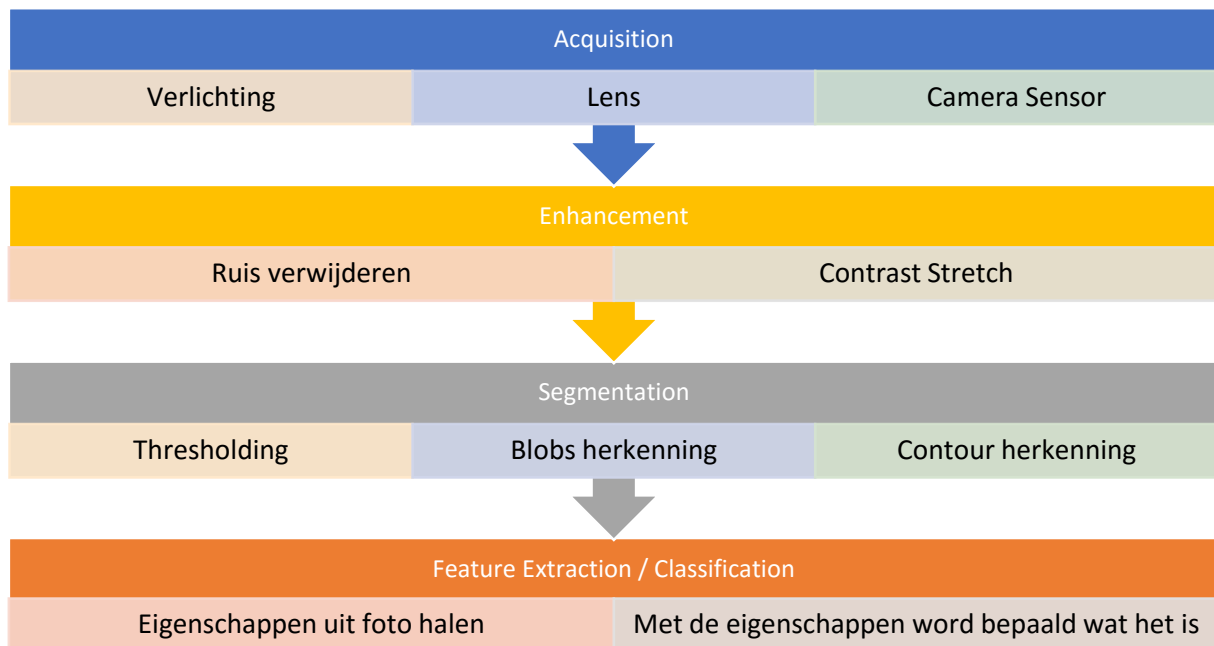 Acquisition
Verlichting
Lens
Camera Sensor
Enhancement
Ruis verwijderen
Contrast Stretch
Segmentation
Thresholding
Blobs herkenning
Contour herkenning
Feature Extraction / Classification
Eigenschappen uit foto halen
Met de eigenschappen word bepaald wat het is